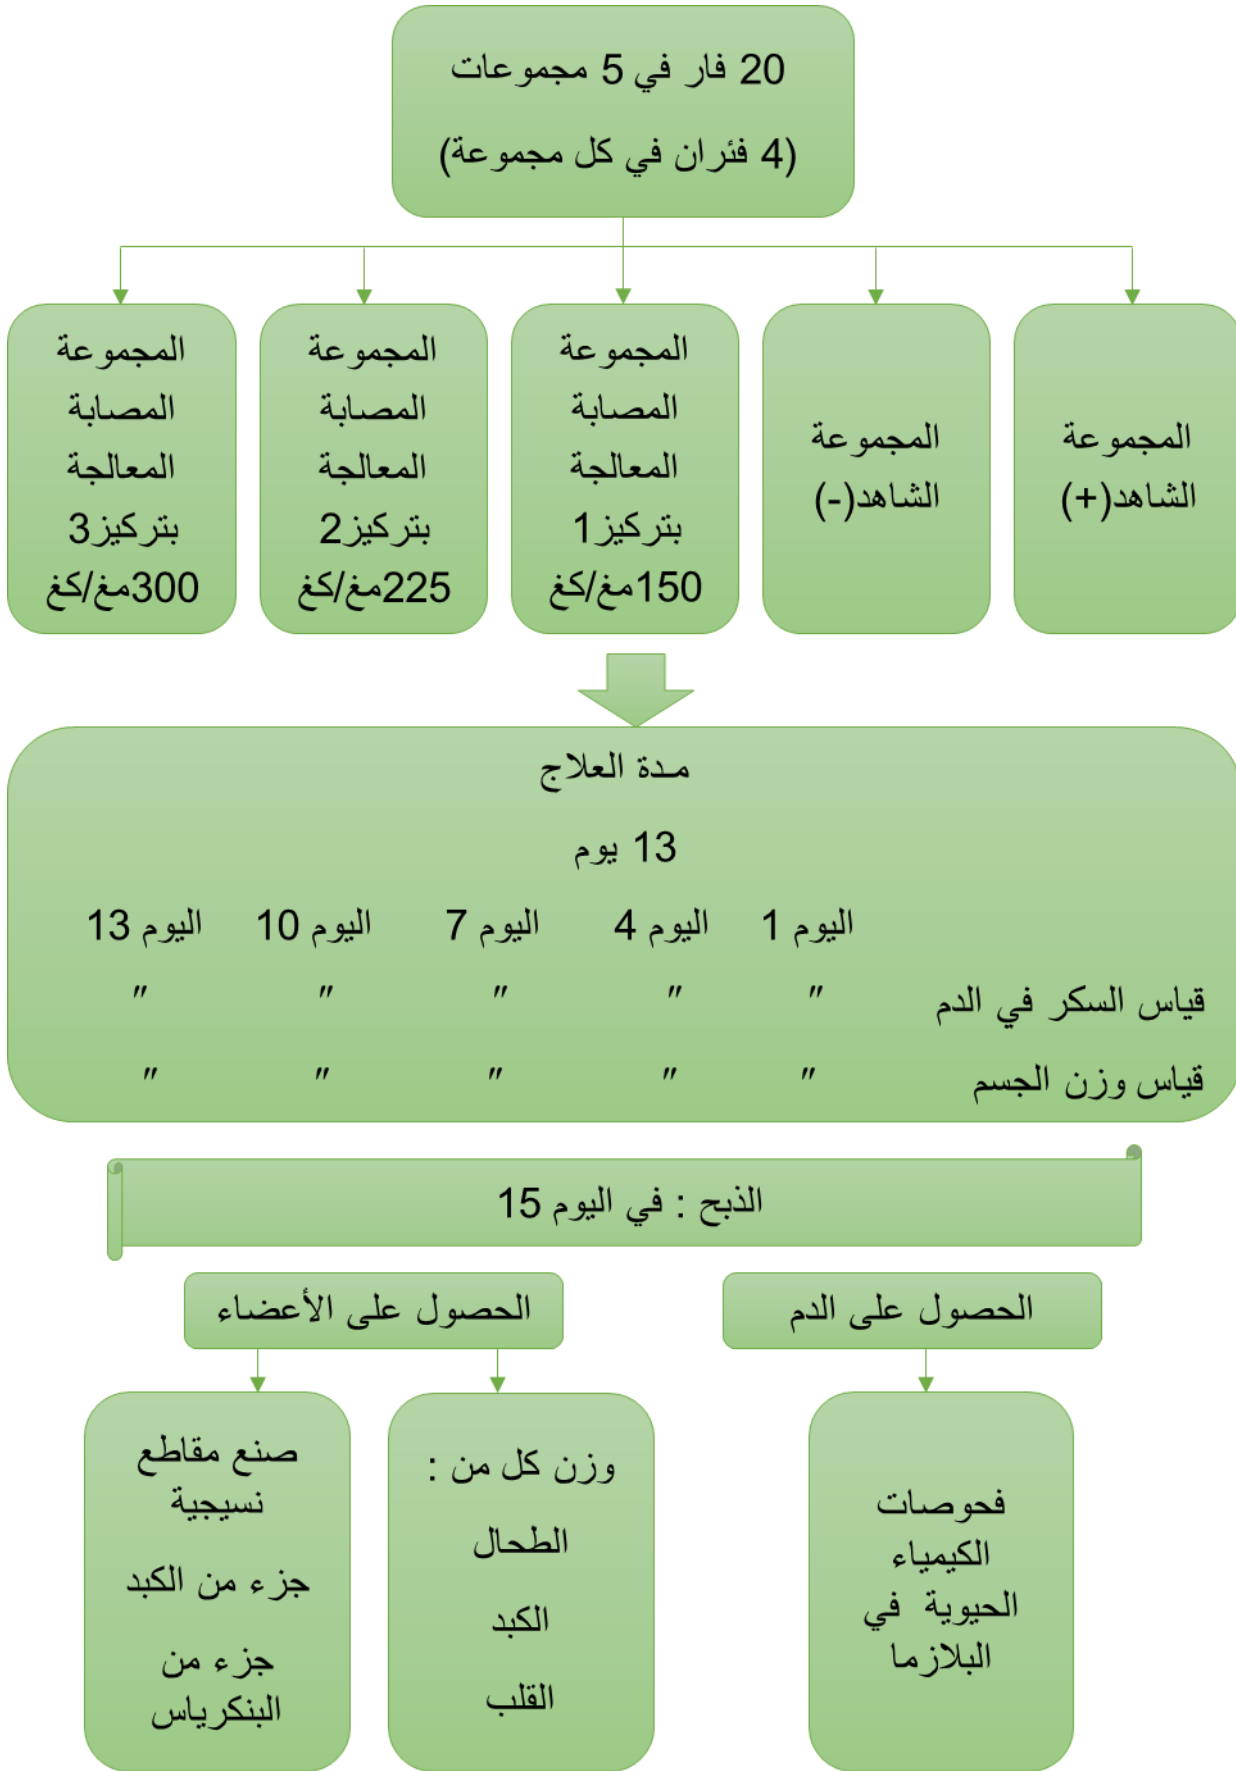 20 فار في 5 مجموعات
(4 فئران في كل مجموعة)
المجموعة
الشاهد(+)
المجموعة
الشاهد(-)
المجموعة
المصابة
المعالجة
بتركيز1
150مغ/كغ
المجموعة
المصابة
المعالجة
بتركيز2
225مغ/كغ
المجموعة
المصابة
المعالجة
بتركيز3
300مغ/كغ
مدة العلاج
13 يوم
اليوم 1 اليوم 4 اليوم 7 اليوم 10 اليوم 13
قياس السكر في الدم " " " " "
قياس وزن الجسم " " " " "
الذبح : في اليوم 15
الحصول على الدم
الحصول على الأعضاء
فحوصات
الكيمياء
الحيوية في
البلازما
وزن كل من :
الطحال
الكبد
القلب
صنع مقاطع
نسيجية
جزء من الكبد
جزء من
البنكرياس